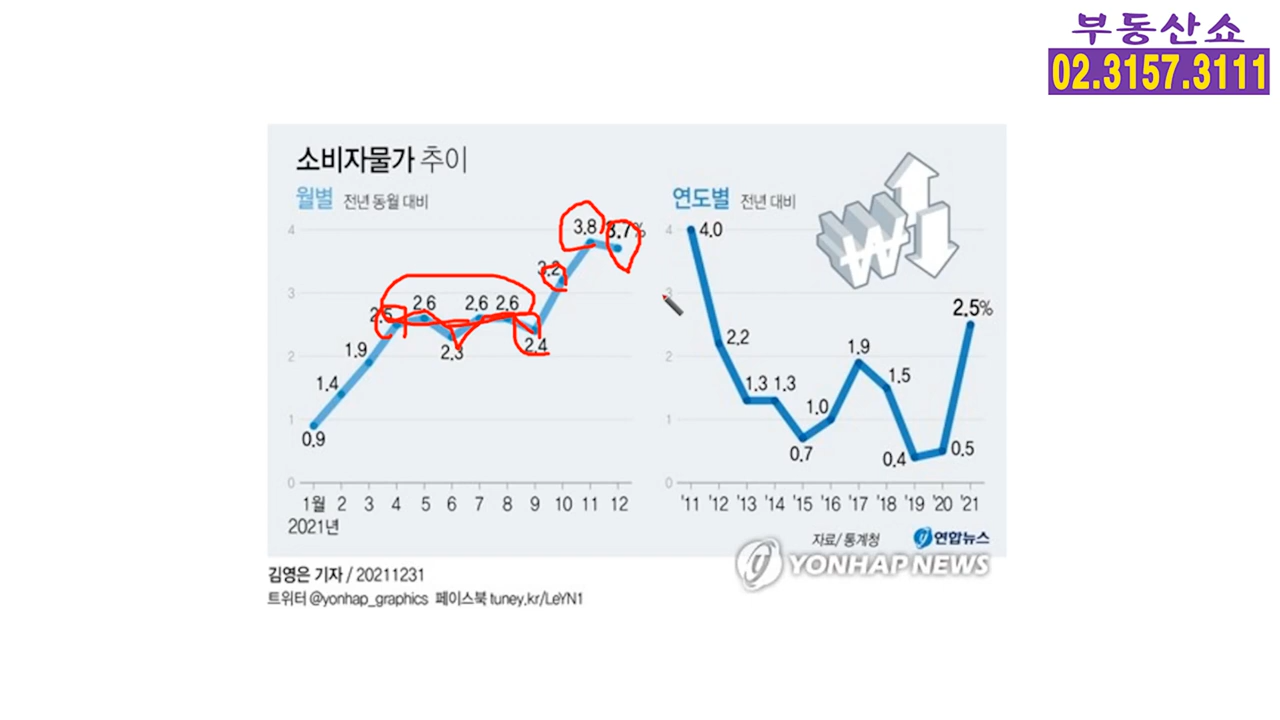 부동산쇼
02.3157.3111
소비자물가 추이
월별 전년 동월 대비
4
3
2
1
0
0.9
1.4
1.9
2.5
2.6
2.3
2.6
2.6
2.4
3.2
3.8
3.7%
1월 2 3 4 5 6 7 8 9 10 11 12
2021년
연도별 전년 대비
4
3
2
1
0
4.0
2.2
1.3
1.3
0.7
1.0
1.9
1.5
0.4
0.5
2.5%
'11 '12 '13 '14 '15 '16 '17 '18 '19 '20 '21
자료/ 통계청
연합뉴스
YONHAP NEWS
김영은 기자 / 20211231
트위터 @yonhap_graphics 페이스북 tuney.kr/LeYN1